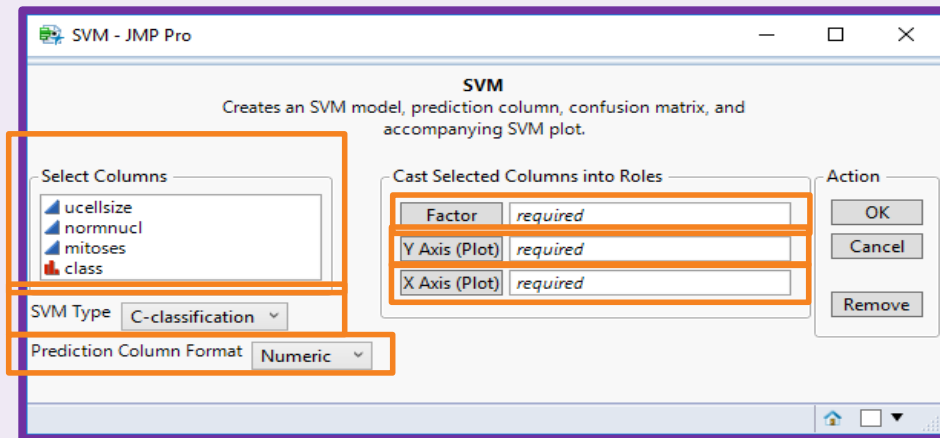 SVM - JMP Pro
SVM
Creates an SVM model, prediction column, confusion matrix, and
accompanying SVM plot.
Select Columns
ucellsize
normnucl
mitoses
class
SVM Type C-classification
Prediction Column Format Numeric
Cast Selected Columns into Roles
Factor required
Y Axis (Plot) required
X Axis (Plot) required
Action
OK
Cancel
Remove